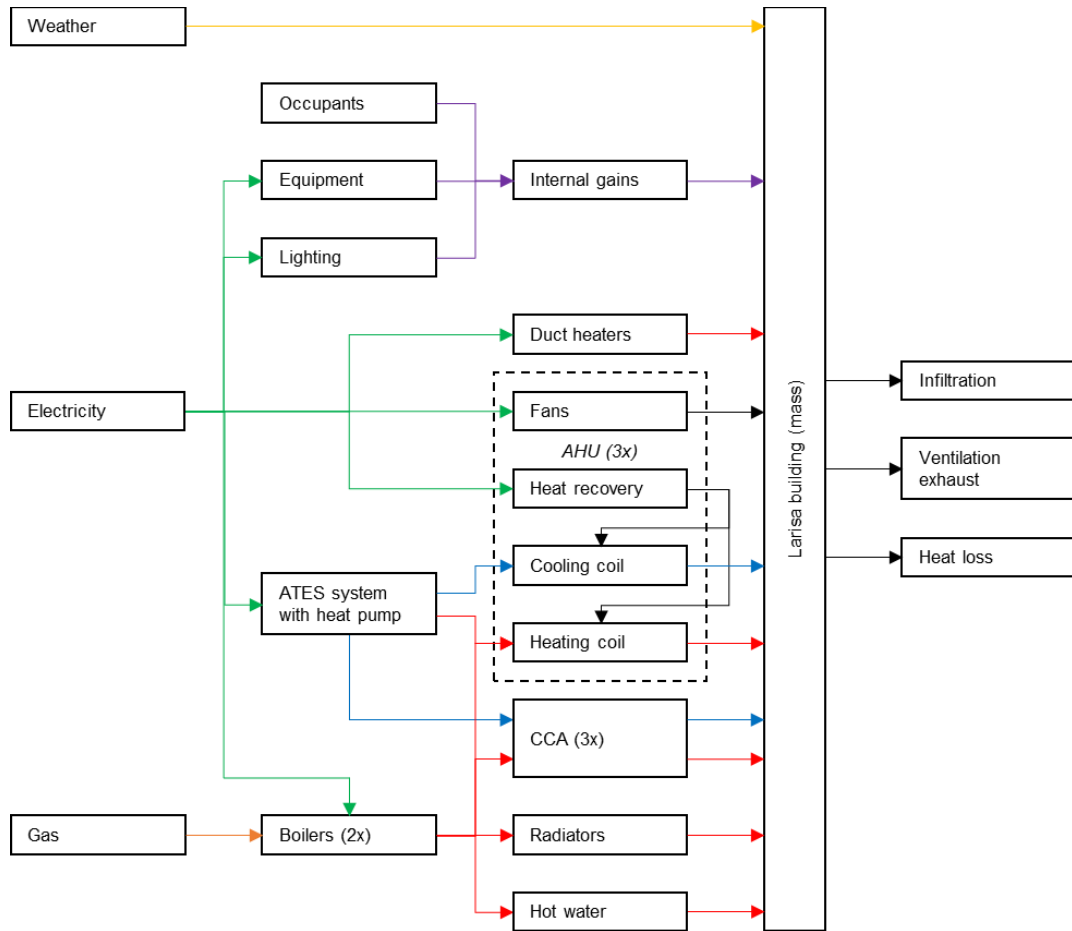 Weather
Occupants
Equipment
Internal gains
Lighting
Duct heaters
Electricity
Fans
AHU (3x)
Heat recovery
Cooling coil
ATES system
with heat pump
Heating coil
CCA (3x)
Gas
Boilers (2x)
Radiators
Hot water
Larisa building (mass)
Infiltration
Ventilation
exhaust
Heat loss